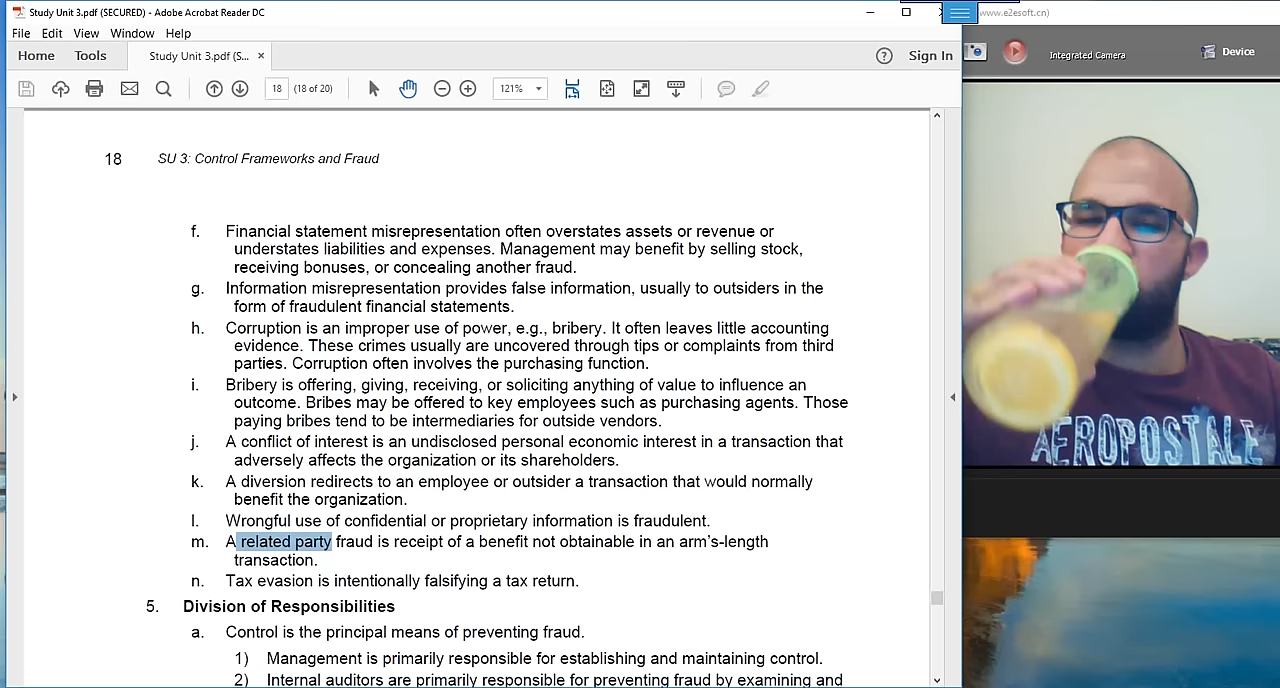 Study Unit 3.pdf (SECURED) - Adobe Acrobat Reader DC
www.e2esoft.cn)
File Edit View Window Help
Home Tools Study Unit 3.pdf (S... × Sign In
Integrated Camera Device
18 (18 of 20) 121%
18 SU 3: Control Frameworks and Fraud
f. Financial statement misrepresentation often overstates assets or revenue or
understates liabilities and expenses. Management may benefit by selling stock,
receiving bonuses, or concealing another fraud.
g. Information misrepresentation provides false information, usually to outsiders in the
form of fraudulent financial statements.
h. Corruption is an improper use of power, e.g., bribery. It often leaves little accounting
evidence. These crimes usually are uncovered through tips or complaints from third
parties. Corruption often involves the purchasing function.
i. Bribery is offering, giving, receiving, or soliciting anything of value to influence an
outcome. Bribes may be offered to key employees such as purchasing agents. Those
paying bribes tend to be intermediaries for outside vendors.
j. A conflict of interest is an undisclosed personal economic interest in a transaction that
adversely affects the organization or its shareholders.
k. A diversion redirects to an employee or outsider a transaction that would normally
benefit the organization.
l. Wrongful use of confidential or proprietary information is fraudulent.
m. A related party fraud is receipt of a benefit not obtainable in an arm's-length
transaction.
n. Tax evasion is intentionally falsifying a tax return.
5. Division of Responsibilities
a. Control is the principal means of preventing fraud.
1) Management is primarily responsible for establishing and maintaining control.
2) Internal auditors are primarily responsible for preventing fraud by examining and
AEROPOSTALE